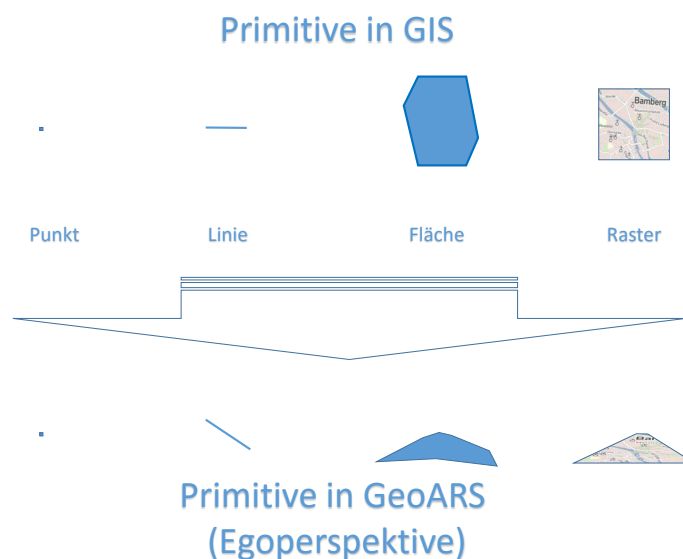 Primitive in GIS
Bamberg
Punkt Linie Fläche Raster
Primitive in GeoARS
(Egoperspektive)